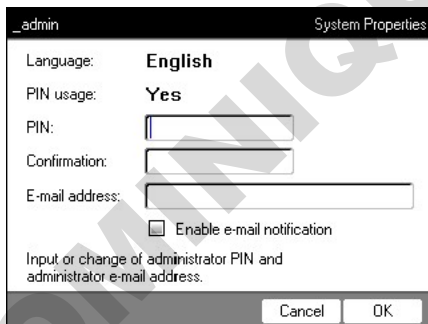 _admin System Properties
Language: English
PIN usage: Yes
PIN:
Confirmation:
E-mail address:
Enable e-mail notification
Input or change of administrator PIN and
administrator e-mail address.
Cancel OK